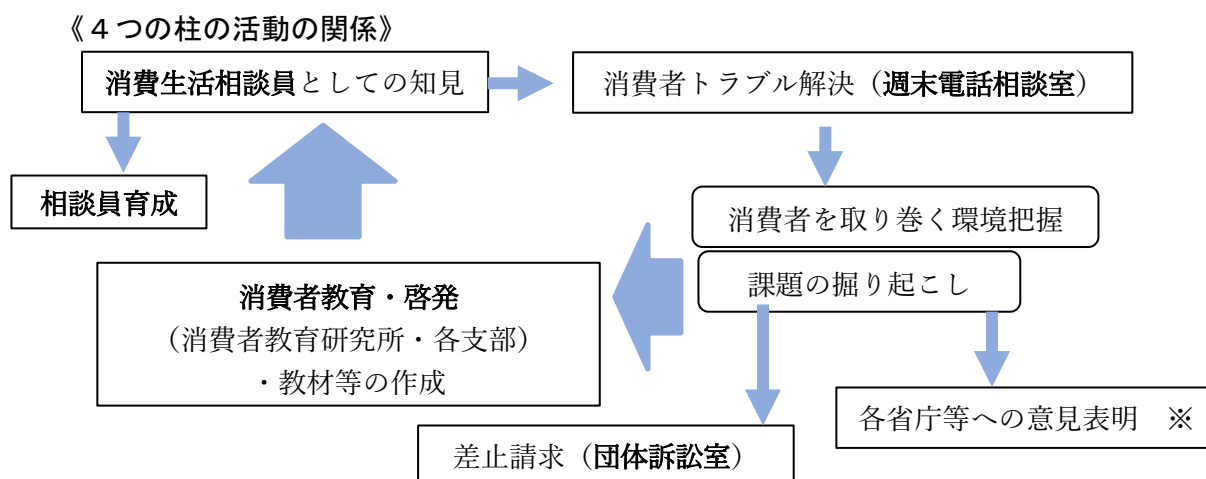 《４つの柱の活動の関係》
消費生活相談員としての知見
消費者トラブル解決（週末電話相談室）
相談員育成
消費者を取り巻く環境把握
課題の掘り起こし
消費者教育・啓発
（消費者教育研究所・各支部）
・教材等の作成
各省庁等への意見表明　※
差止請求（団体訴訟室）